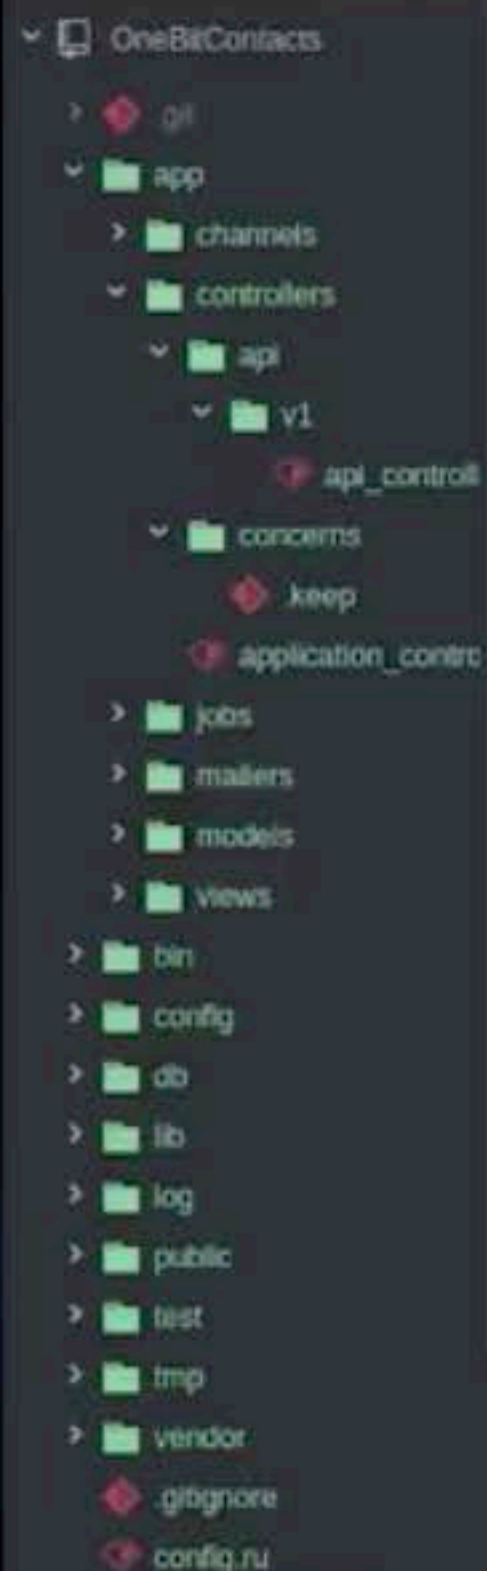 OneBitContacts
.git
app
channels
controllers
api
v1
api_controll
concerns
.keep
application_contrc
jobs
mailers
models
views
bin
config
db
lib
log
public
test
tmp
vendor
.gitignore
config.ru